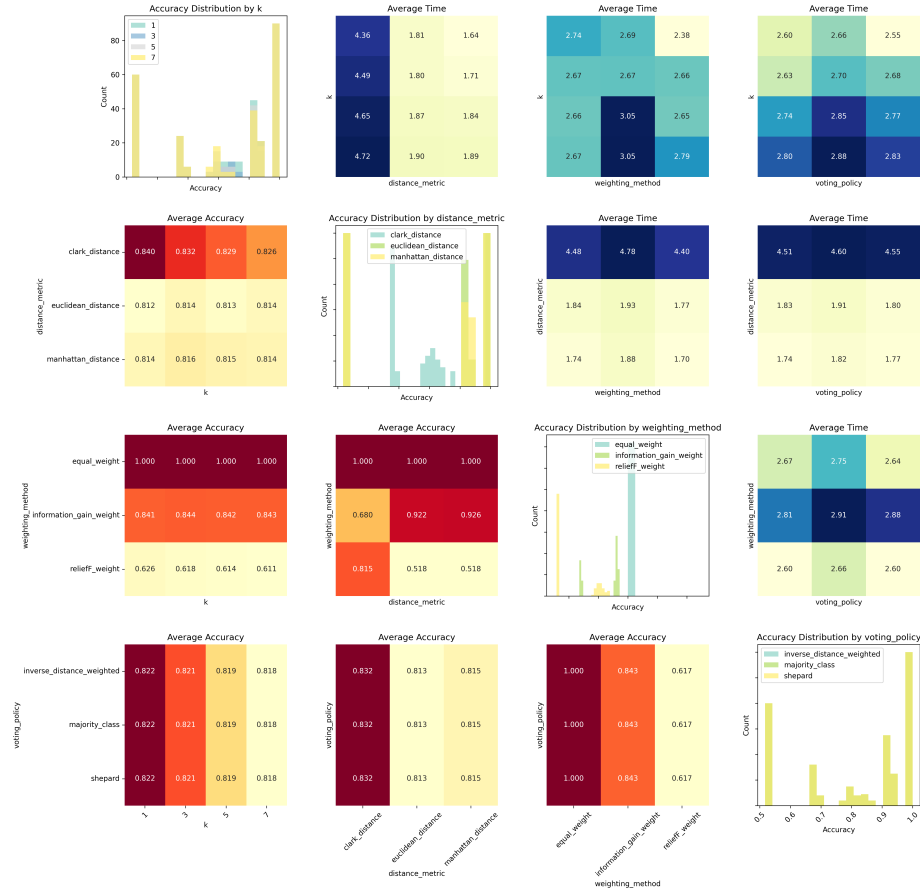 Accuracy Distribution by k
Average Time
Average Time
Average Time
80
60
40
20
0
Count
1
3
5
7
Accuracy
k
4.36 1.81 1.64
4.49 1.80 1.71
4.65 1.87 1.84
4.72 1.90 1.89
distance_metric
k
2.74 2.69 2.38
2.67 2.67 2.66
2.66 3.05 2.65
2.67 3.05 2.79
weighting_method
k
2.60 2.66 2.55
2.63 2.70 2.68
2.74 2.85 2.77
2.80 2.88 2.83
voting_policy
Average Accuracy
Accuracy Distribution by distance_metric
Average Time
Average Time
distance_metric
clark_distance 0.840 0.832 0.829 0.826
euclidean_distance 0.812 0.814 0.813 0.814
manhattan_distance 0.814 0.816 0.815 0.814
k
Count
clark_distance
euclidean_distance
manhattan_distance
Accuracy
distance_metric
4.48 4.78 4.40
1.84 1.93 1.77
1.74 1.88 1.70
weighting_method
distance_metric
4.51 4.60 4.55
1.83 1.91 1.80
1.74 1.82 1.77
voting_policy
Average Accuracy
Average Accuracy
Accuracy Distribution by weighting_method
Average Time
weighting_method
equal_weight 1.000 1.000 1.000 1.000
information_gain_weight 0.841 0.844 0.842 0.843
reliefF_weight 0.626 0.618 0.614 0.611
k
weighting_method
1.000 1.000 1.000
0.680 0.922 0.926
0.815 0.518 0.518
distance_metric
Count
equal_weight
information_gain_weight
reliefF_weight
Accuracy
weighting_method
2.67 2.75 2.64
2.81 2.91 2.88
2.60 2.66 2.60
voting_policy
Average Accuracy
Average Accuracy
Average Accuracy
Accuracy Distribution by voting_policy
voting_policy
inverse_distance_weighted 0.822 0.821 0.819 0.818
majority_class 0.822 0.821 0.819 0.818
shepard 0.822 0.821 0.819 0.818
1 3 5 7
k
voting_policy
0.832 0.813 0.815
0.832 0.813 0.815
0.832 0.813 0.815
clark_distance euclidean_distance manhattan_distance
distance_metric
voting_policy
1.000 0.843 0.617
1.000 0.843 0.617
1.000 0.843 0.617
equal_weight information_gain_weight reliefF_weight
weighting_method
Count
inverse_distance_weighted
majority_class
shepard
0.5 0.6 0.7 0.8 0.9 1.0
Accuracy